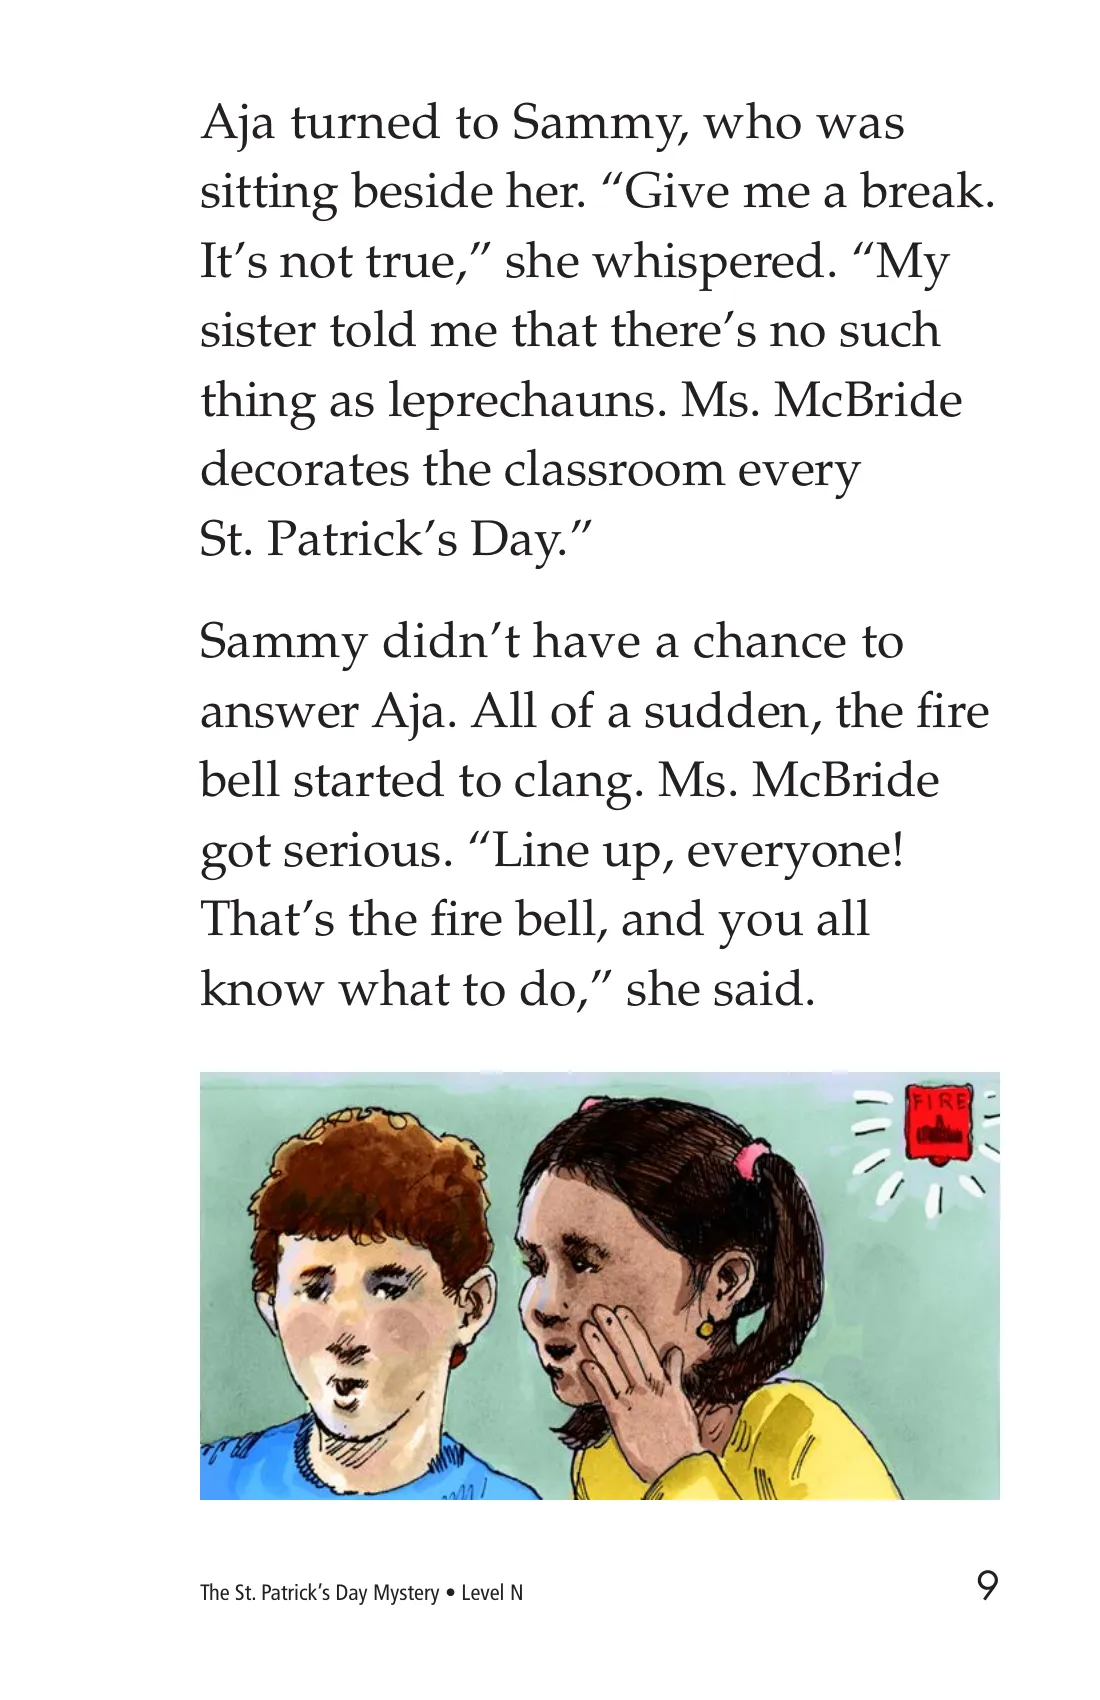 Aja turned to Sammy, who was
sitting beside her. “Give me a break.
It’s not true,” she whispered. “My
sister told me that there’s no such
thing as leprechauns. Ms. McBride
decorates the classroom every
St. Patrick’s Day.”
Sammy didn’t have a chance to
answer Aja. All of a sudden, the fire
bell started to clang. Ms. McBride
got serious. “Line up, everyone!
That’s the fire bell, and you all
know what to do,” she said.
FIRE
The St. Patrick’s Day Mystery • Level N
9